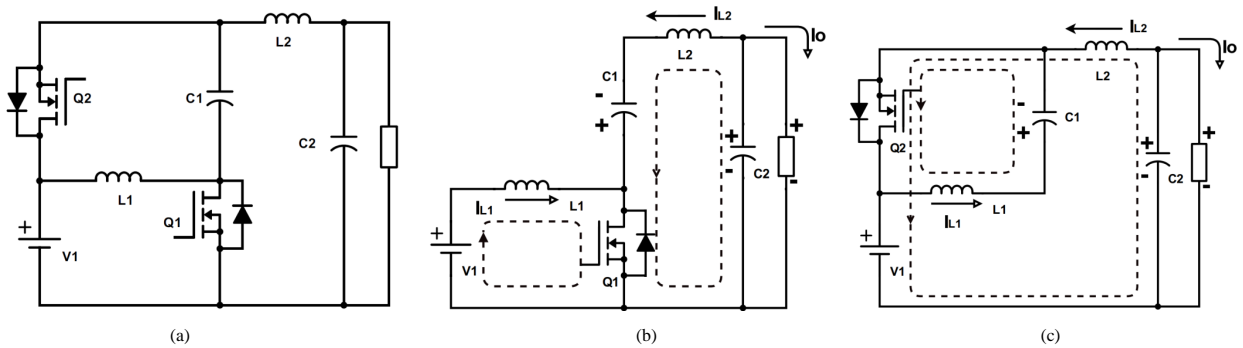 L2
Q2
C1
C2
L1
Q1
+
V1
(a)
IL2
Io
L2
C1
-
+
+
-
+
-
C2
IL1
L1
+
V1
Q1
(b)
IL2
Io
L2
-
+
C1
Q2
+
-
+
-
C2
IL1
L1
+
V1
(c)